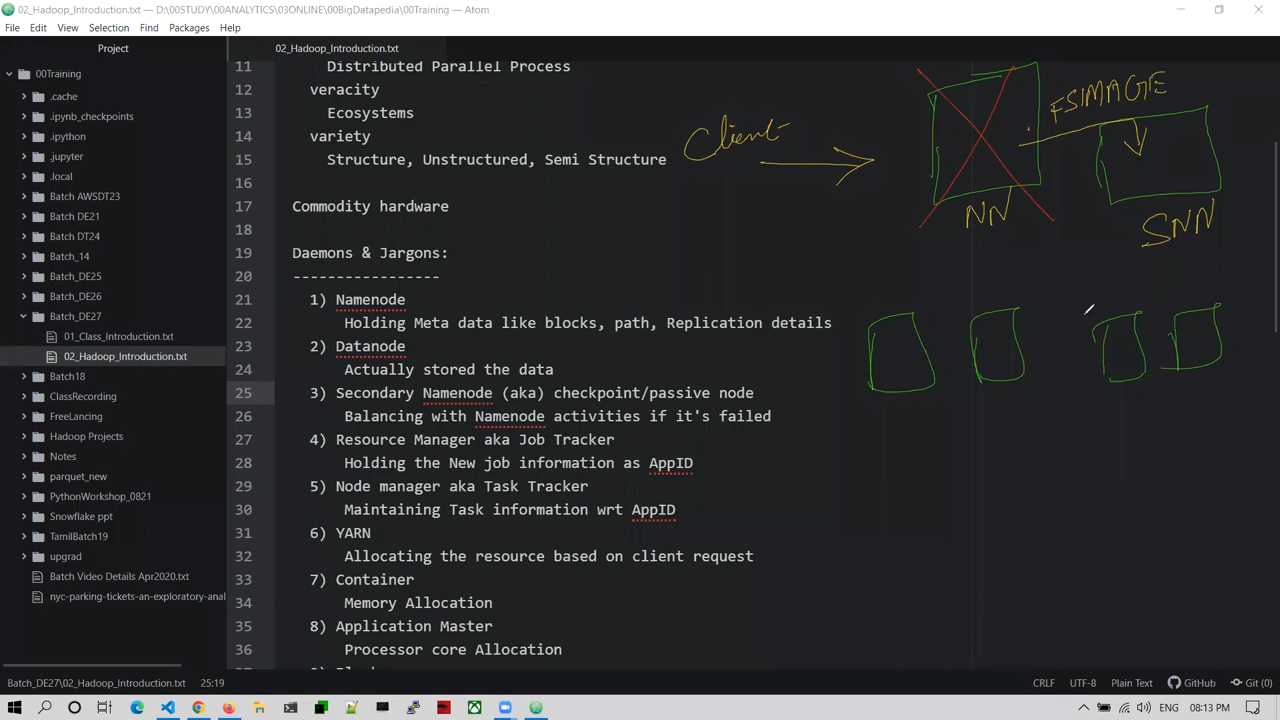 02_Hadoop_Introduction.txt — D:\00STUDY\00ANALYTICS\03ONLINE\00BigDatapedia\00Training — Atom
File Edit View Selection Find Packages Help
Project
00Training
.cache
.ipynb_checkpoints
.ipython
.jupyter
.local
Batch AWSDT23
Batch DE21
Batch DT24
Batch_14
Batch_DE25
Batch_DE26
Batch_DE27
01_Class_Introduction.txt
02_Hadoop_Introduction.txt
Batch18
ClassRecording
FreeLancing
Hadoop Projects
Notes
parquet_new
PythonWorkshop_0821
Snowflake ppt
TamilBatch19
upgrad
Batch Video Details Apr2020.txt
nyc-parking-tickets-an-exploratory-anal
02_Hadoop_Introduction.txt
11 Distributed Parallel Process
12 veracity
13 Ecosystems
14 variety
15 Structure, Unstructured, Semi Structure
16
17 Commodity hardware
18
19 Daemons & Jargons:
20 -----------------
21 1) Namenode
22 Holding Meta data like blocks, path, Replication details
23 2) Datanode
24 Actually stored the data
25 3) Secondary Namenode (aka) checkpoint/passive node
26 Balancing with Namenode activities if it's failed
27 4) Resource Manager aka Job Tracker
28 Holding the New job information as AppID
29 5) Node manager aka Task Tracker
30 Maintaining Task information wrt AppID
31 6) YARN
32 Allocating the resource based on client request
33 7) Container
34 Memory Allocation
35 8) Application Master
36 Processor core Allocation
Client
FSIMAGE
NN
SNN
Batch_DE27\02_Hadoop_Introduction.txt 25:19
CRLF UTF-8 Plain Text GitHub Git (0)
ENG 08:13 PM